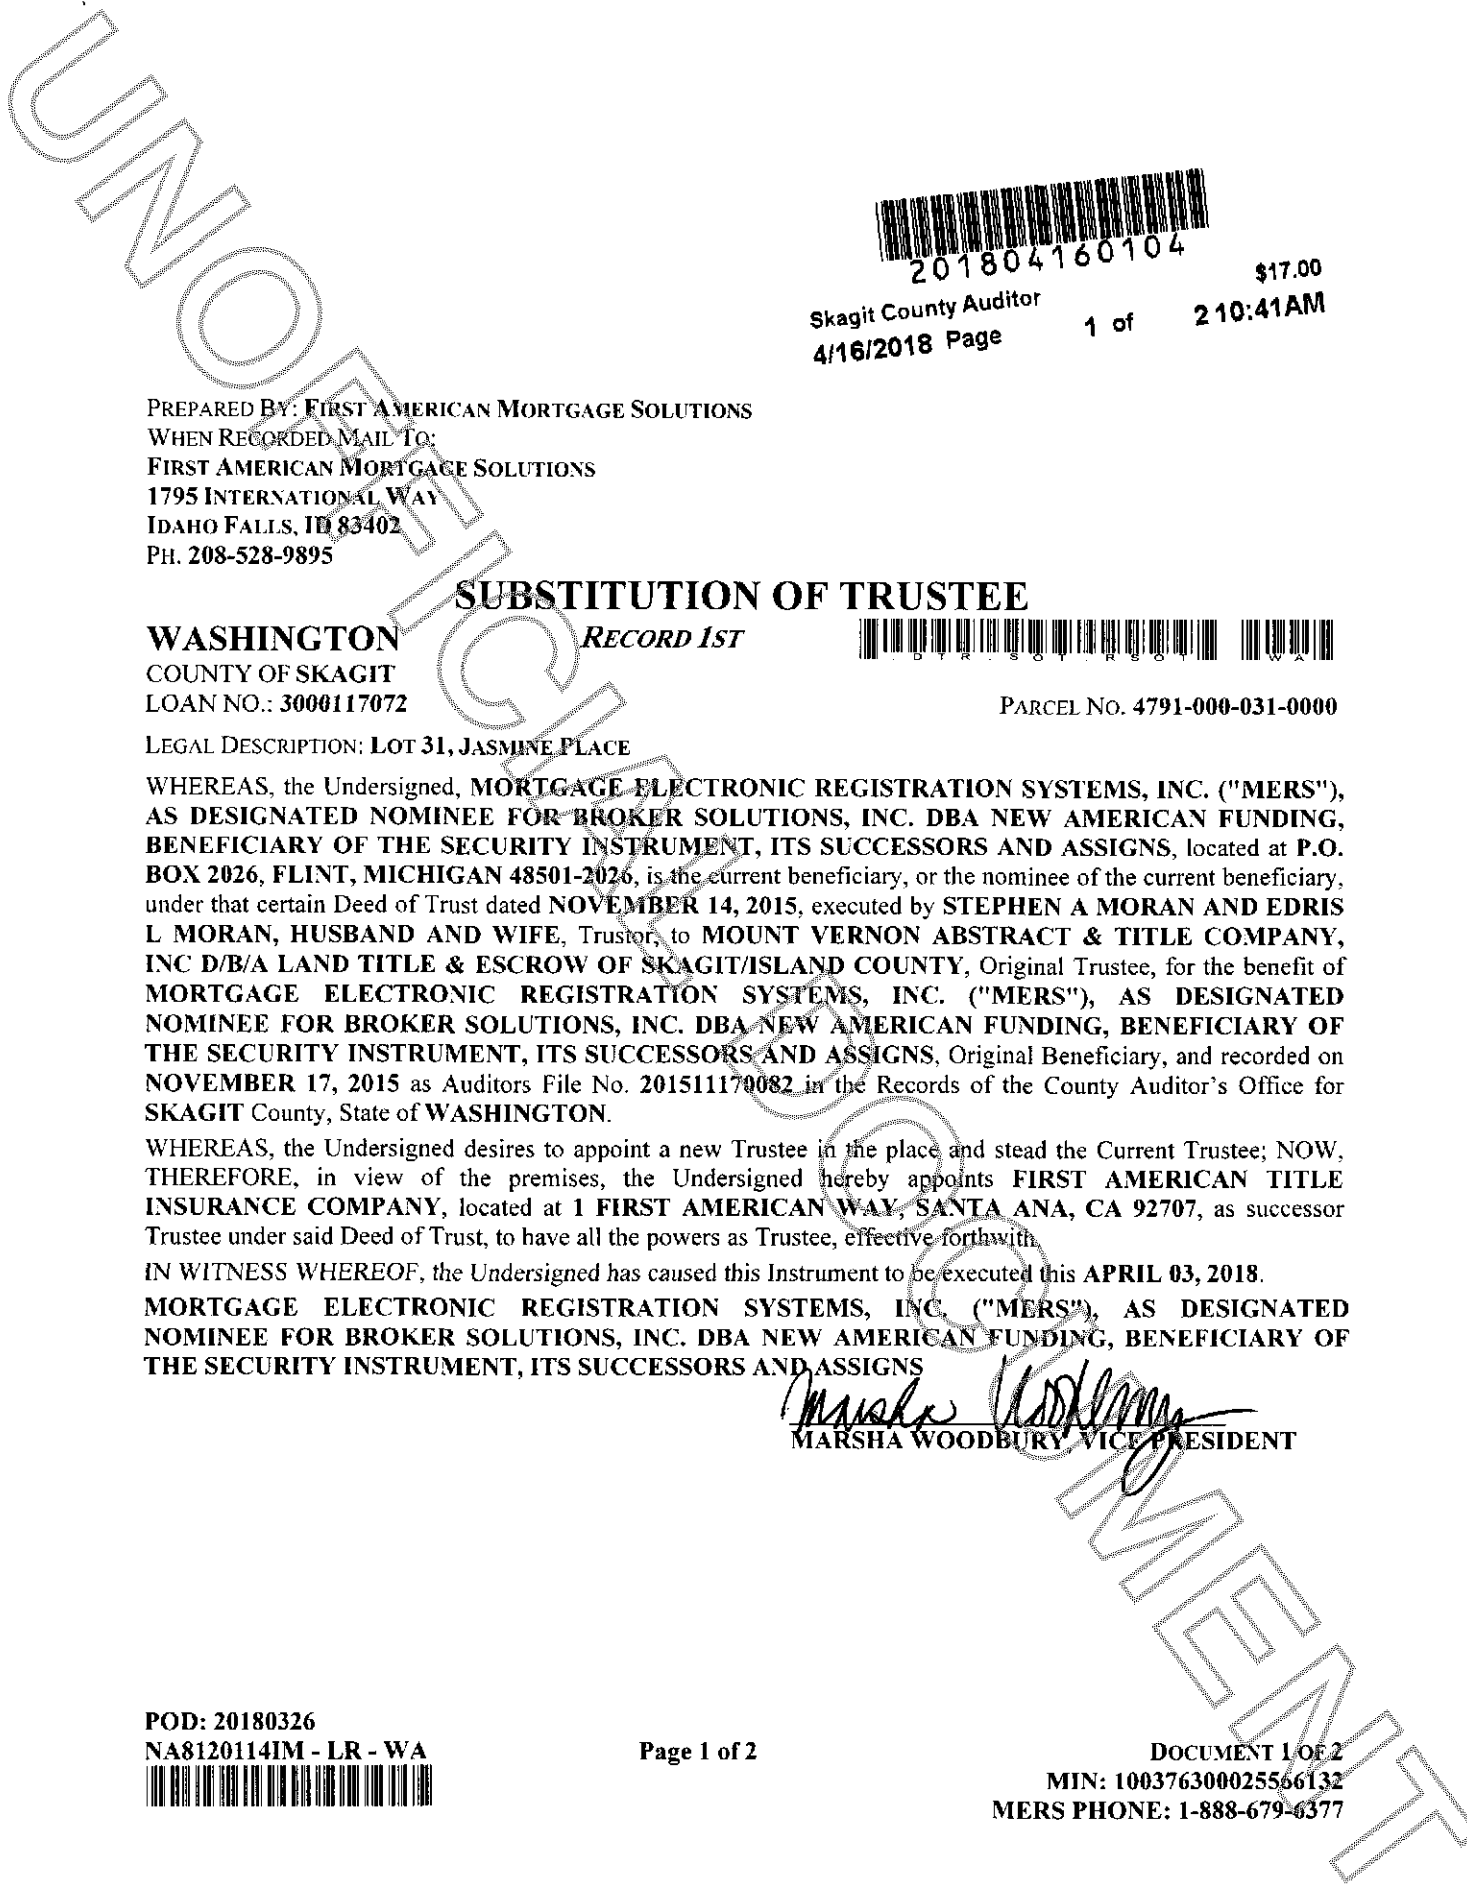 UNOFFICIAL DOCUMENT
201804160104
$17.00
Skagit County Auditor
4/16/2018 Page 1 of 2 10:41AM
PREPARED BY: FIRST AMERICAN MORTGAGE SOLUTIONS
WHEN RECORDED MAIL TO:
FIRST AMERICAN MORTGAGE SOLUTIONS
1795 INTERNATIONAL WAY
IDAHO FALLS, ID 83402
PH. 208-528-9895
SUBSTITUTION OF TRUSTEE
WASHINGTON
RECORD 1ST
. D T R . S O T . R S O T W A
COUNTY OF SKAGIT
LOAN NO.: 3000117072
PARCEL NO. 4791-000-031-0000
LEGAL DESCRIPTION: LOT 31, JASMINE PLACE
WHEREAS, the Undersigned, MORTGAGE ELECTRONIC REGISTRATION SYSTEMS, INC. ("MERS"),
AS DESIGNATED NOMINEE FOR BROKER SOLUTIONS, INC. DBA NEW AMERICAN FUNDING,
BENEFICIARY OF THE SECURITY INSTRUMENT, ITS SUCCESSORS AND ASSIGNS, located at P.O.
BOX 2026, FLINT, MICHIGAN 48501-2026, is the current beneficiary, or the nominee of the current beneficiary,
under that certain Deed of Trust dated NOVEMBER 14, 2015, executed by STEPHEN A MORAN AND EDRIS
L MORAN, HUSBAND AND WIFE, Trustor, to MOUNT VERNON ABSTRACT & TITLE COMPANY,
INC D/B/A LAND TITLE & ESCROW OF SKAGIT/ISLAND COUNTY, Original Trustee, for the benefit of
MORTGAGE ELECTRONIC REGISTRATION SYSTEMS, INC. ("MERS"), AS DESIGNATED
NOMINEE FOR BROKER SOLUTIONS, INC. DBA NEW AMERICAN FUNDING, BENEFICIARY OF
THE SECURITY INSTRUMENT, ITS SUCCESSORS AND ASSIGNS, Original Beneficiary, and recorded on
NOVEMBER 17, 2015 as Auditors File No. 201511170082 in the Records of the County Auditor's Office for
SKAGIT County, State of WASHINGTON.
WHEREAS, the Undersigned desires to appoint a new Trustee in the place and stead the Current Trustee; NOW,
THEREFORE, in view of the premises, the Undersigned hereby appoints FIRST AMERICAN TITLE
INSURANCE COMPANY, located at 1 FIRST AMERICAN WAY, SANTA ANA, CA 92707, as successor
Trustee under said Deed of Trust, to have all the powers as Trustee, effective forthwith.
IN WITNESS WHEREOF, the Undersigned has caused this Instrument to be executed this APRIL 03, 2018.
MORTGAGE ELECTRONIC REGISTRATION SYSTEMS, INC. ("MERS"), AS DESIGNATED
NOMINEE FOR BROKER SOLUTIONS, INC. DBA NEW AMERICAN FUNDING, BENEFICIARY OF
THE SECURITY INSTRUMENT, ITS SUCCESSORS AND ASSIGNS
Marsha Woodbury
MARSHA WOODBURY, VICE PRESIDENT
POD: 20180326
NA8120114IM - LR - WA
Page 1 of 2
DOCUMENT 1 OF 2
MIN: 100376300025566132
MERS PHONE: 1-888-679-6377